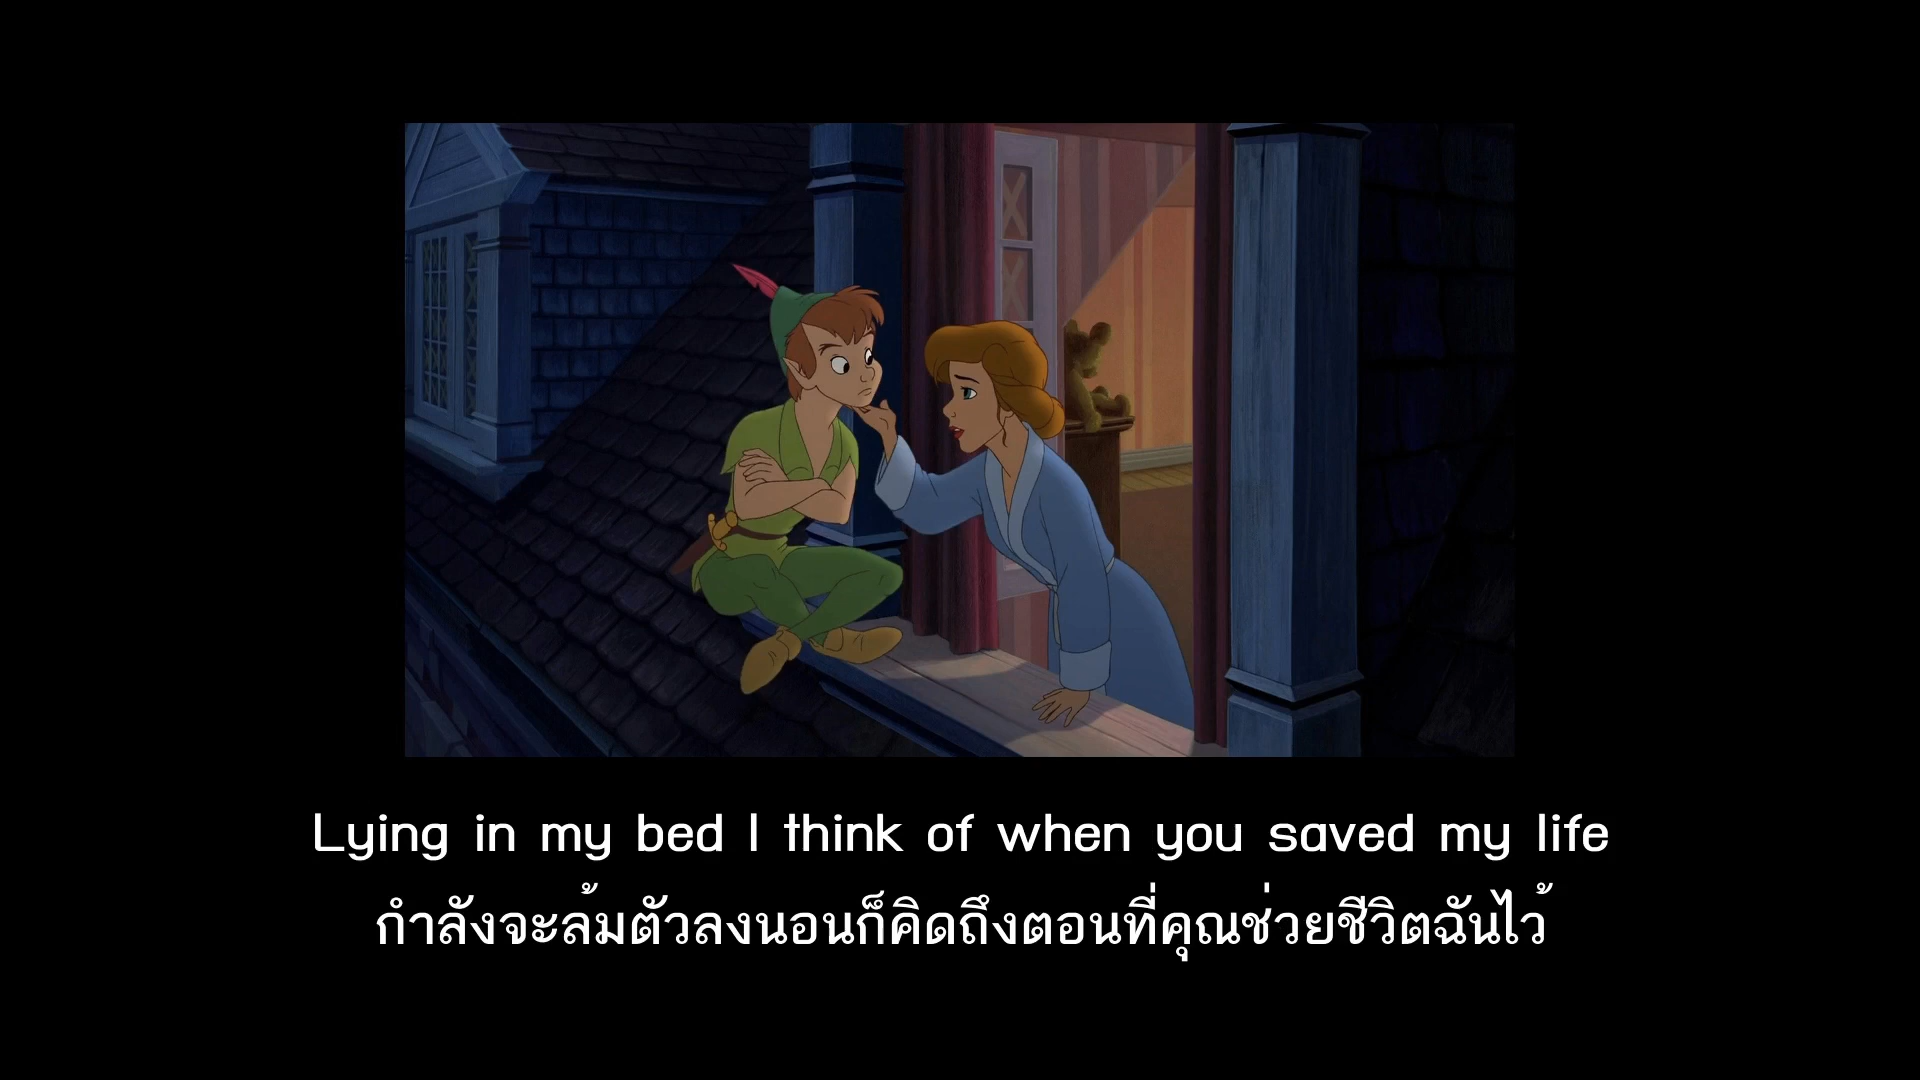 Lying in my bed I think of when you saved my life
กำลังจะล้มตัวลงนอนก็คิดถึงตอนที่คุณช่วยชีวิตฉันไว้